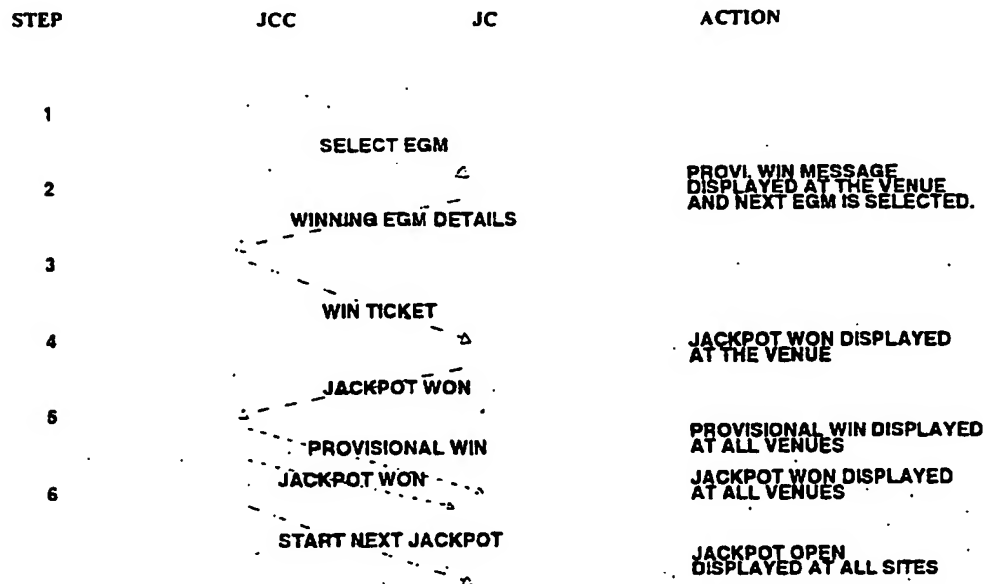 STEP JCC JC ACTION
1
SELECT EGM
PROVI. WIN MESSAGE
2 DISPLAYED AT THE VENUE
AND NEXT EGM IS SELECTED.
WINNING EGM DETAILS
3
WIN TICKET
4 JACKPOT WON DISPLAYED
AT THE VENUE
JACKPOT WON
5
PROVISIONAL WIN DISPLAYED
PROVISIONAL WIN AT ALL VENUES
JACKPOT WON JACKPOT WON DISPLAYED
6 AT ALL VENUES
START NEXT JACKPOT
JACKPOT OPEN
DISPLAYED AT ALL SITES